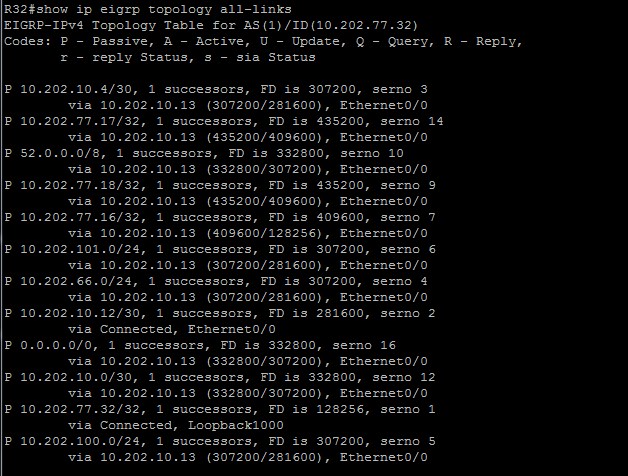 R32#show ip eigrp topology all-links
EIGRP-IPv4 Topology Table for AS(1)/ID(10.202.77.32)
Codes: P - Passive, A - Active, U - Update, Q - Query, R - Reply,
r - reply Status, s - sia Status
P 10.202.10.4/30, 1 successors, FD is 307200, serno 3
via 10.202.10.13 (307200/281600), Ethernet0/0
P 10.202.77.17/32, 1 successors, FD is 435200, serno 14
via 10.202.10.13 (435200/409600), Ethernet0/0
P 52.0.0.0/8, 1 successors, FD is 332800, serno 10
via 10.202.10.13 (332800/307200), Ethernet0/0
P 10.202.77.18/32, 1 successors, FD is 435200, serno 9
via 10.202.10.13 (435200/409600), Ethernet0/0
P 10.202.77.16/32, 1 successors, FD is 409600, serno 7
via 10.202.10.13 (409600/128256), Ethernet0/0
P 10.202.101.0/24, 1 successors, FD is 307200, serno 6
via 10.202.10.13 (307200/281600), Ethernet0/0
P 10.202.66.0/24, 1 successors, FD is 307200, serno 4
via 10.202.10.13 (307200/281600), Ethernet0/0
P 10.202.10.12/30, 1 successors, FD is 281600, serno 2
via Connected, Ethernet0/0
P 0.0.0.0/0, 1 successors, FD is 332800, serno 16
via 10.202.10.13 (332800/307200), Ethernet0/0
P 10.202.10.0/30, 1 successors, FD is 332800, serno 12
via 10.202.10.13 (332800/307200), Ethernet0/0
P 10.202.77.32/32, 1 successors, FD is 128256, serno 1
via Connected, Loopback1000
P 10.202.100.0/24, 1 successors, FD is 307200, serno 5
via 10.202.10.13 (307200/281600), Ethernet0/0